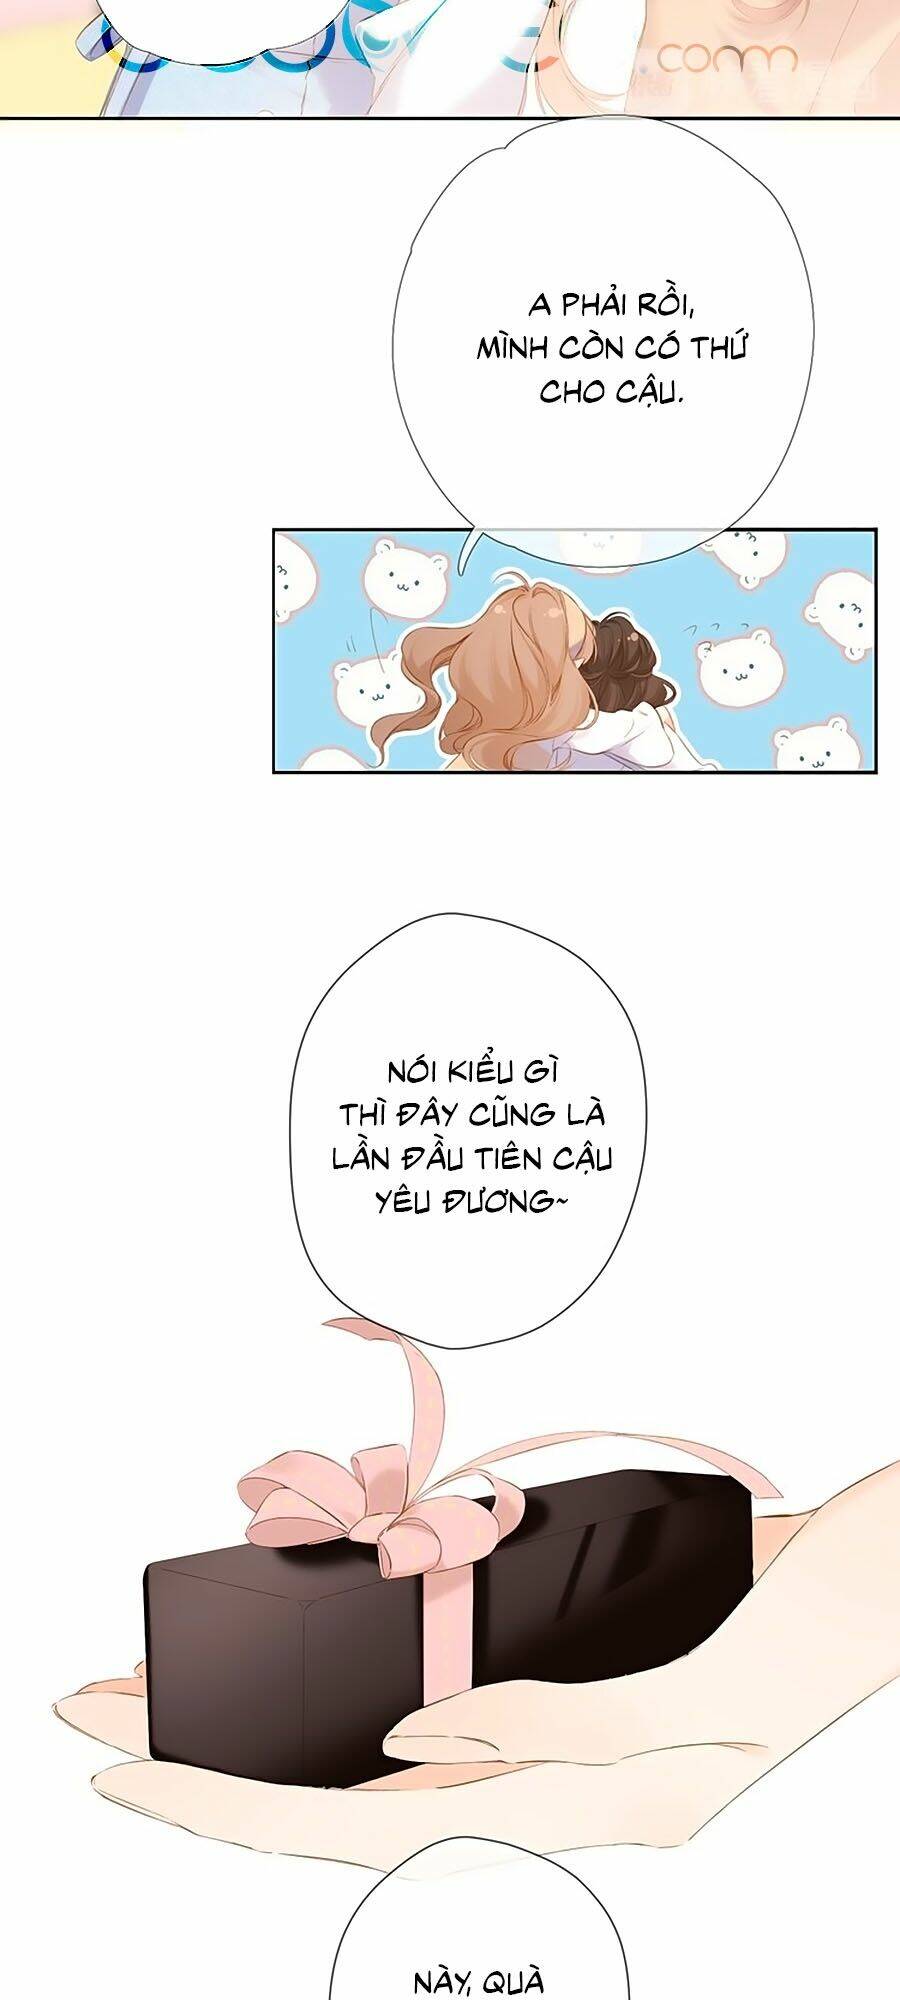 comm
A PHẢI RỒI,
MÌNH CÒN CÓ THỨ
CHO CẬU.
NÓI KIỂU GÌ
THÌ ĐÂY CŨNG LÀ
LẦN ĐẦU TIÊN CẬU
YÊU ĐƯƠNG~
NÀY, QUÀ